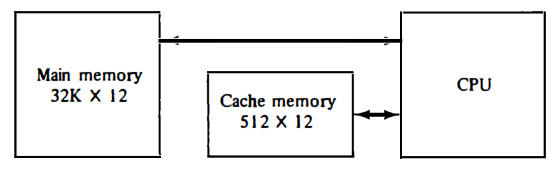 Main memory
32K X 12
Cache memory
512 X 12
CPU